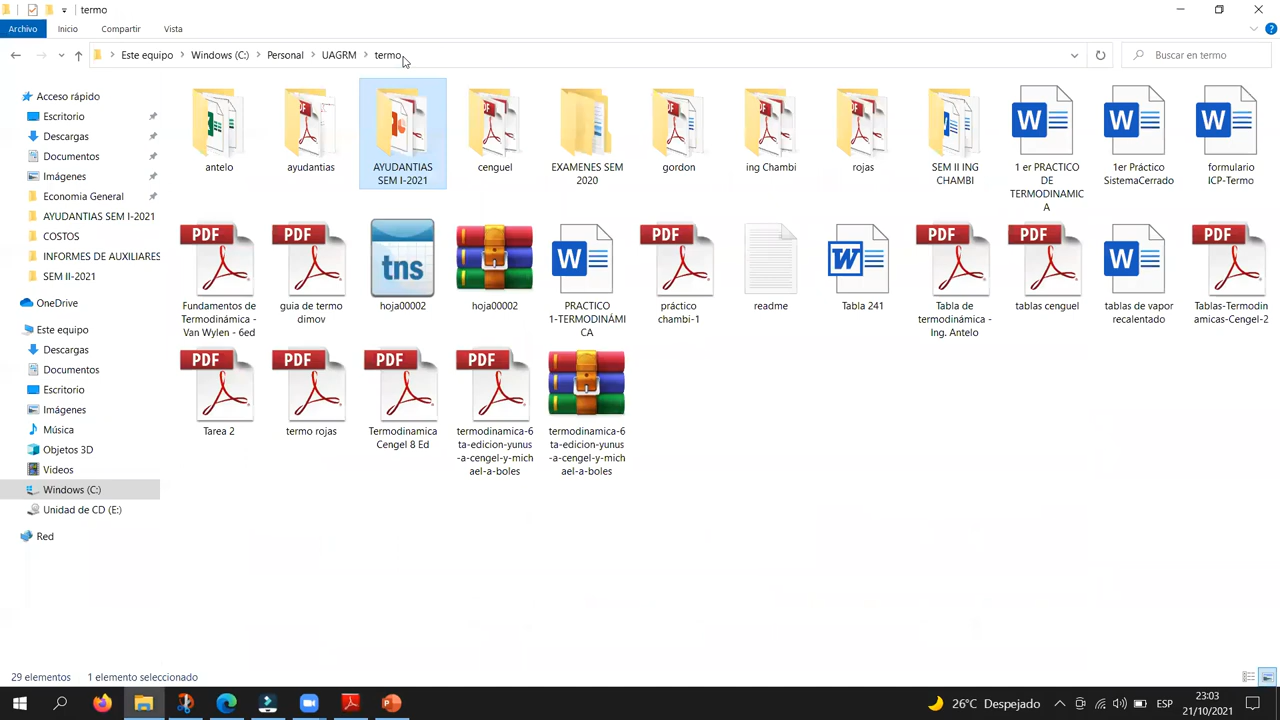 termo
Archivo
Inicio
Compartir
Vista
Este equipo
Windows (C:)
Personal
UAGRM
termo
Buscar en termo
Acceso rápido
Escritorio
Descargas
Documentos
Imágenes
Economia General
AYUDANTIAS SEM I-2021
COSTOS
INFORMES DE AUXILIARES
SEM II-2021
OneDrive
Este equipo
Descargas
Documentos
Escritorio
Imágenes
Música
Objetos 3D
Videos
Windows (C:)
Unidad de CD (E:)
Red
antelo
ayudantias
AYUDANTIAS
SEM I-2021
cenguel
EXAMENES SEM
2020
gordon
ing Chambi
rojas
SEM II ING
CHAMBI
1 er PRACTICO
DE
TERMODINAMIC
A
1er Práctico
SistemaCerrado
formulario
ICP-Termo
Fundamentos de
Termodinámica -
Van Wylen - 6ed
guia de termo
dimov
tns
hoja00002
hoja00002
PRACTICO
1-TERMODINÁMI
CA
práctico
chambi-1
readme
Tabla 241
Tabla de
termodinámica -
Ing. Antelo
tablas cenguel
tablas de vapor
recalentado
Tablas-Termodin
amicas-Cengel-2
PDF
PDF
PDF
PDF
PDF
PDF
Tarea 2
PDF
termo rojas
PDF
Termodinamica
Cengel 8 Ed
PDF
termodinamica-6
ta-edicion-yunus
-a-cengel-y-mich
ael-a-boles
PDF
termodinamica-6
ta-edicion-yunus
-a-cengel-y-mich
ael-a-boles
29 elementos
1 elemento seleccionado
26°C Despejado
ESP
23:03
21/10/2021